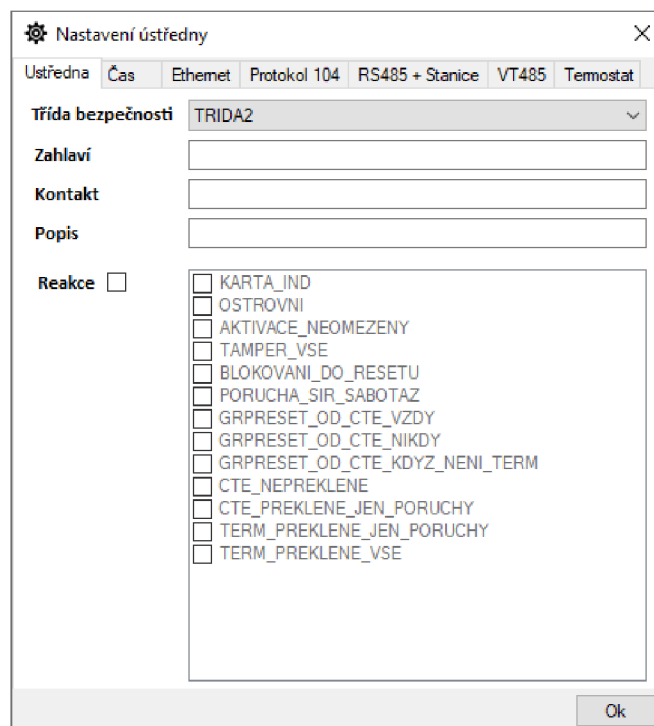 Nastavení ústředny
Ustředna Čas Ethernet Protokol 104 RS485 + Stanice VT485 Termostat
Třída bezpečnosti TRIDA2
Zahlaví
Kontakt
Popis
Reakce
KARTA_IND
OSTROVNI
AKTIVACE_NEOMEZENY
TAMPER_VSE
BLOKOVANI_DO_RESETU
PORUCHA_SIR_SABOTAZ
GRPRESET_OD_CTE_VZDY
GRPRESET_OD_CTE_NIKDY
GRPRESET_OD_CTE_KDYZ_NENI_TERM
CTE_NEPREKLENE
CTE_PREKLENE_JEN_PORUCHY
TERM_PREKLENE_JEN_PORUCHY
TERM_PREKLENE_VSE
Ok